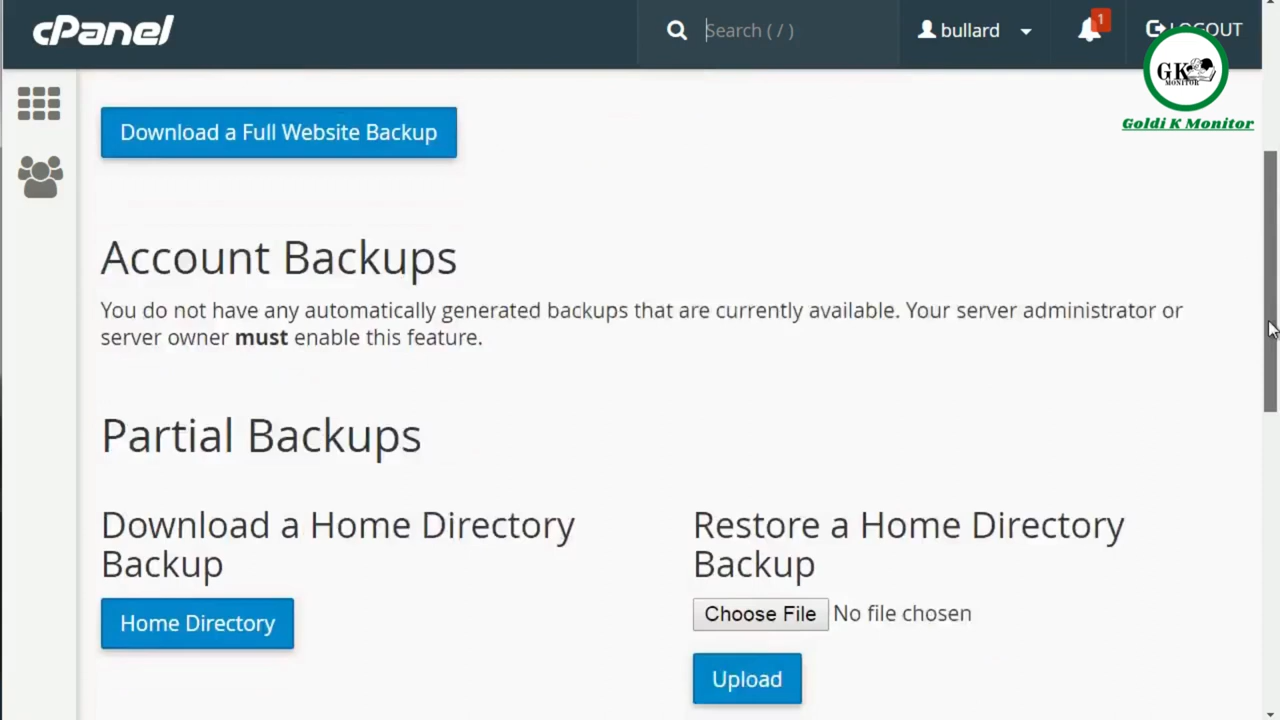 cPanel
Search ( / )
bullard
1
LOGOUT
GK
MONITOR
Goldi K Monitor
Download a Full Website Backup
Account Backups
You do not have any automatically generated backups that are currently available. Your server administrator or
server owner must enable this feature.
Partial Backups
Download a Home Directory
Backup
Home Directory
Restore a Home Directory
Backup
Choose File No file chosen
Upload